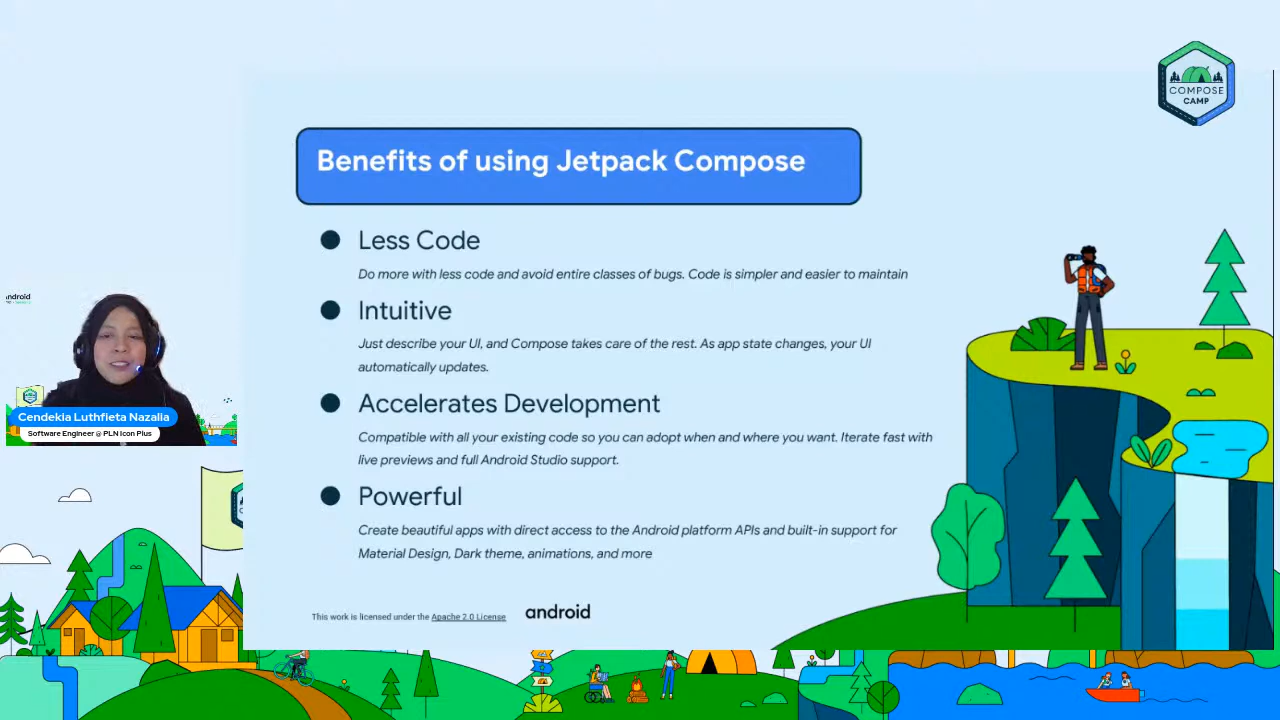 COMPOSE
CAMP
Benefits of using Jetpack Compose
Less Code
Do more with less code and avoid entire classes of bugs. Code is simpler and easier to maintain
Intuitive
Just describe your UI, and Compose takes care of the rest. As app state changes, your UI
automatically updates.
Accelerates Development
Compatible with all your existing code so you can adopt when and where you want. Iterate fast with
live previews and full Android Studio support.
Powerful
Create beautiful apps with direct access to the Android platform APIs and built-in support for
Material Design, Dark theme, animations, and more
This work is licensed under the Apache 2.0 License
android
ndroid
Cendekia Luthfieta Nazalia
Software Engineer @ PLN Icon Plus